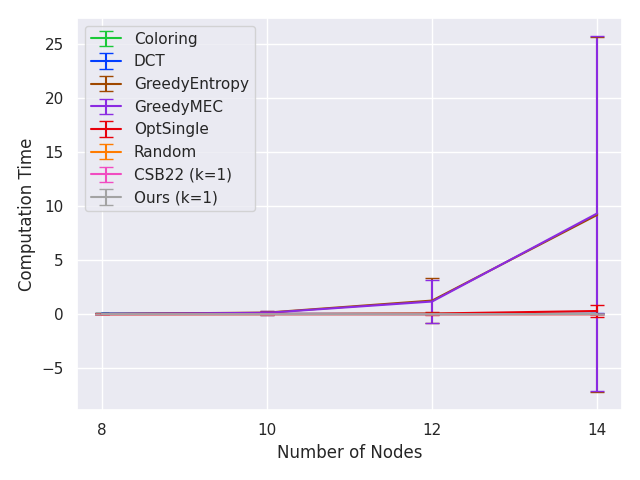 25
20
15
10
5
0
−5
Computation Time
Coloring
DCT
GreedyEntropy
GreedyMEC
OptSingle
Random
CSB22 (k=1)
Ours (k=1)
8
10
12
14
Number of Nodes